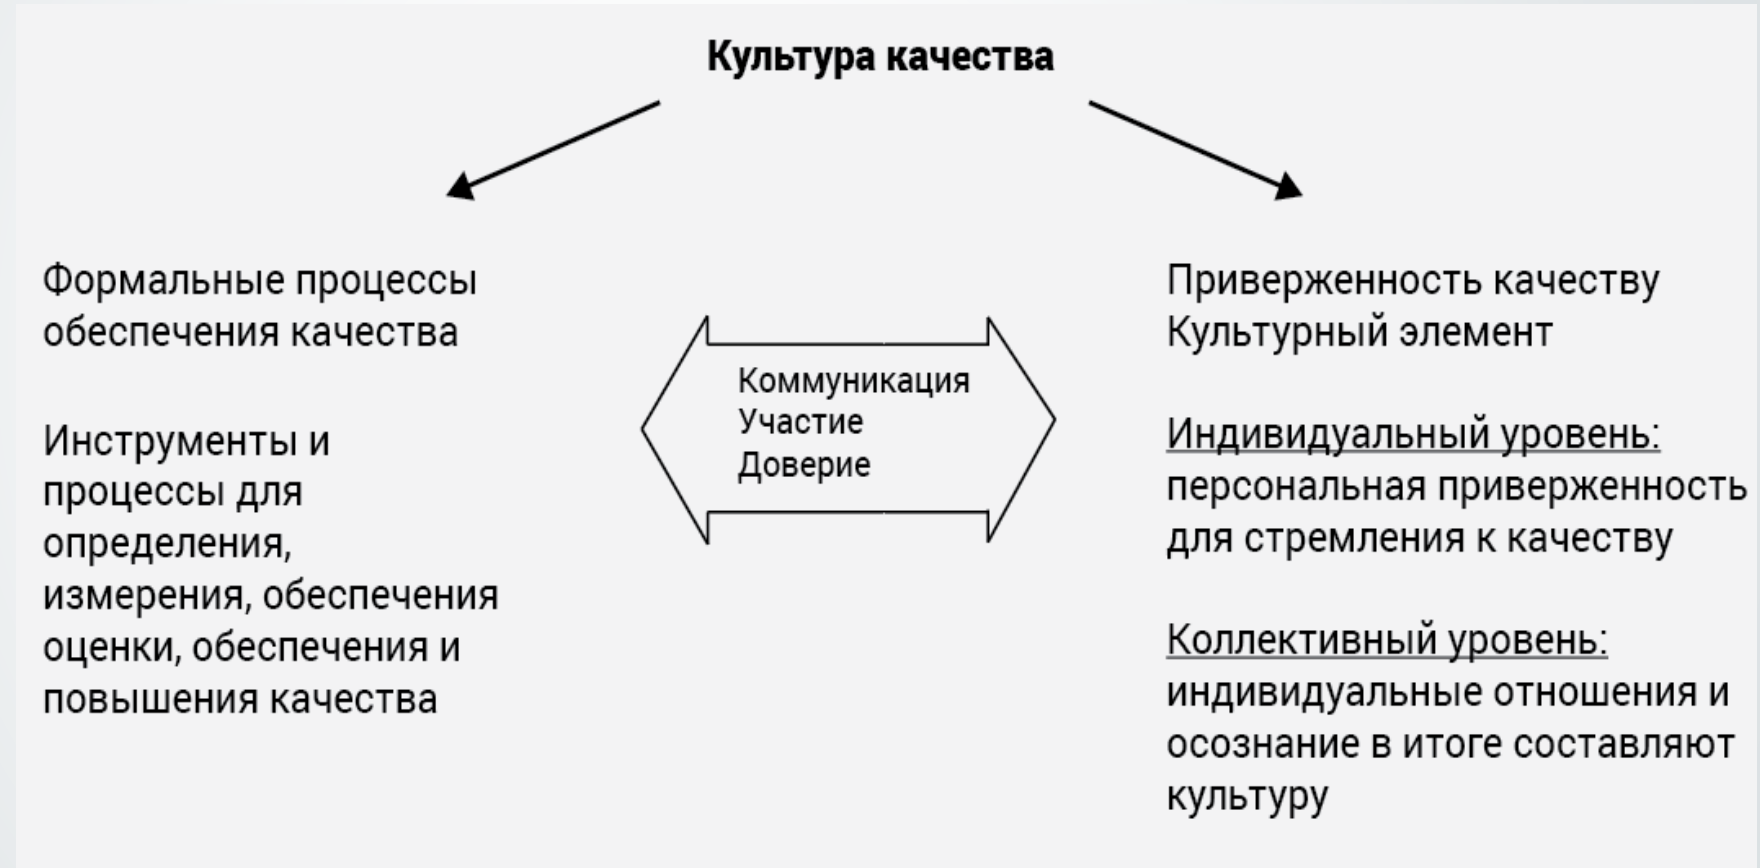 Культура качества
Формальные процессы
обеспечения качества
Инструменты и
процессы для
определения,
измерения, обеспечения
оценки, обеспечения и
повышения качества
Коммуникация
Участие
Доверие
Приверженность качеству
Культурный элемент
Индивидуальный уровень:
персональная приверженность
для стремления к качеству
Коллективный уровень:
индивидуальные отношения и
осознание в итоге составляют
культуру